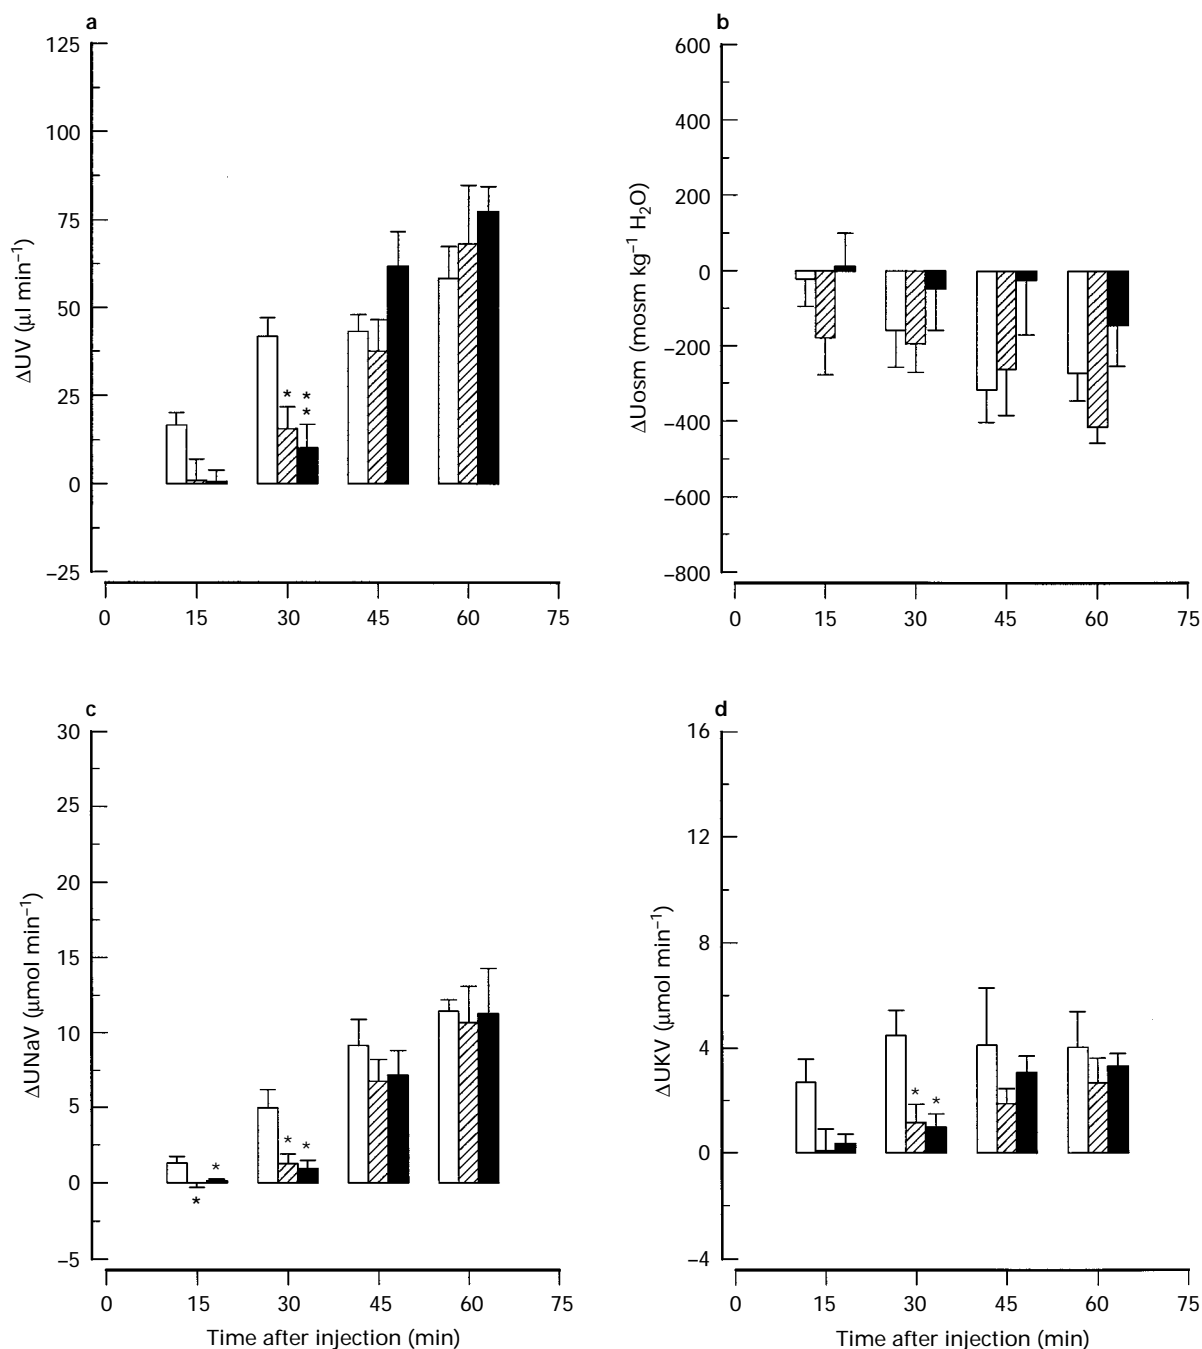 a
125
100
75
50
25
0
−25
ΔUV (μl min⁻¹)
*
*
*
0 15 30 45 60 75
b
600
400
200
0
−200
−400
−600
−800
ΔUosm (mosm kg⁻¹ H₂O)
0 15 30 45 60 75
c
30
25
20
15
10
5
0
−5
ΔUNaV (μmol min⁻¹)
* *
*
*
0 15 30 45 60 75
Time after injection (min)
d
16
12
8
4
0
−4
ΔUKV (μmol min⁻¹)
* *
0 15 30 45 60 75
Time after injection (min)